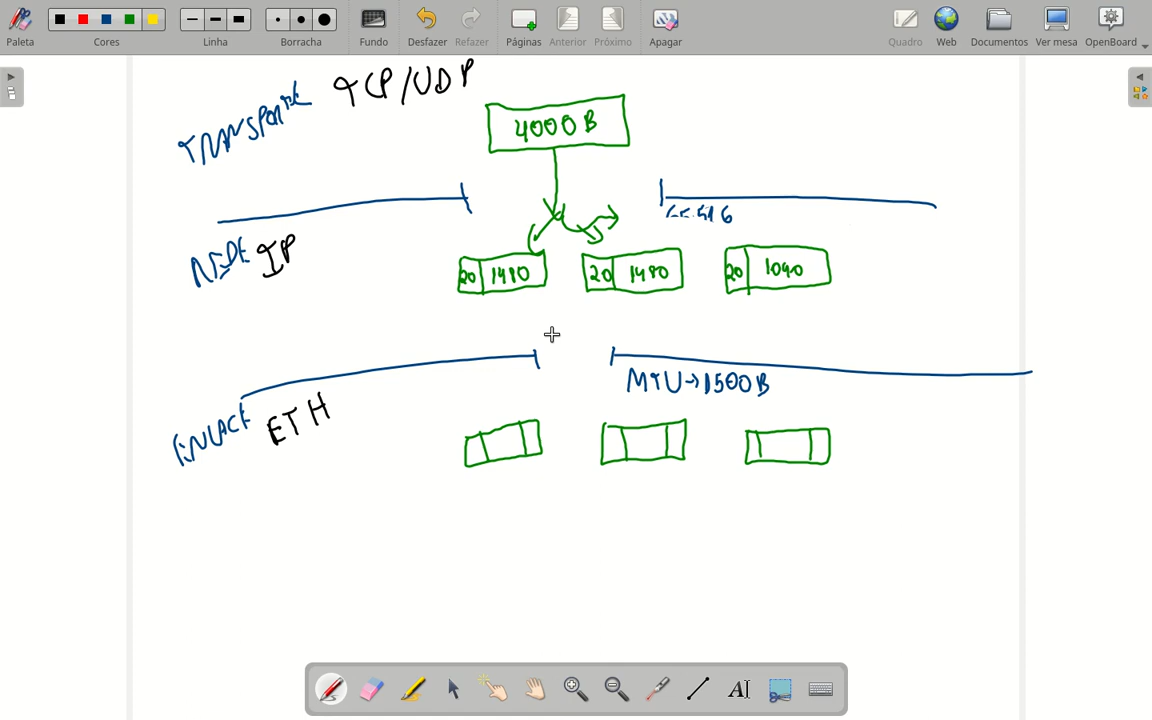 Paleta Cores Linha Borracha Fundo Desfazer Refazer Páginas Anterior Próximo Apagar Quadro Web Documentos Ver mesa OpenBoard
TRANSPORTE TCP/UDP
4000 B
REDE IP
20 1480 20 1480 20 1040
MTU→1500B
ENLACE ETH